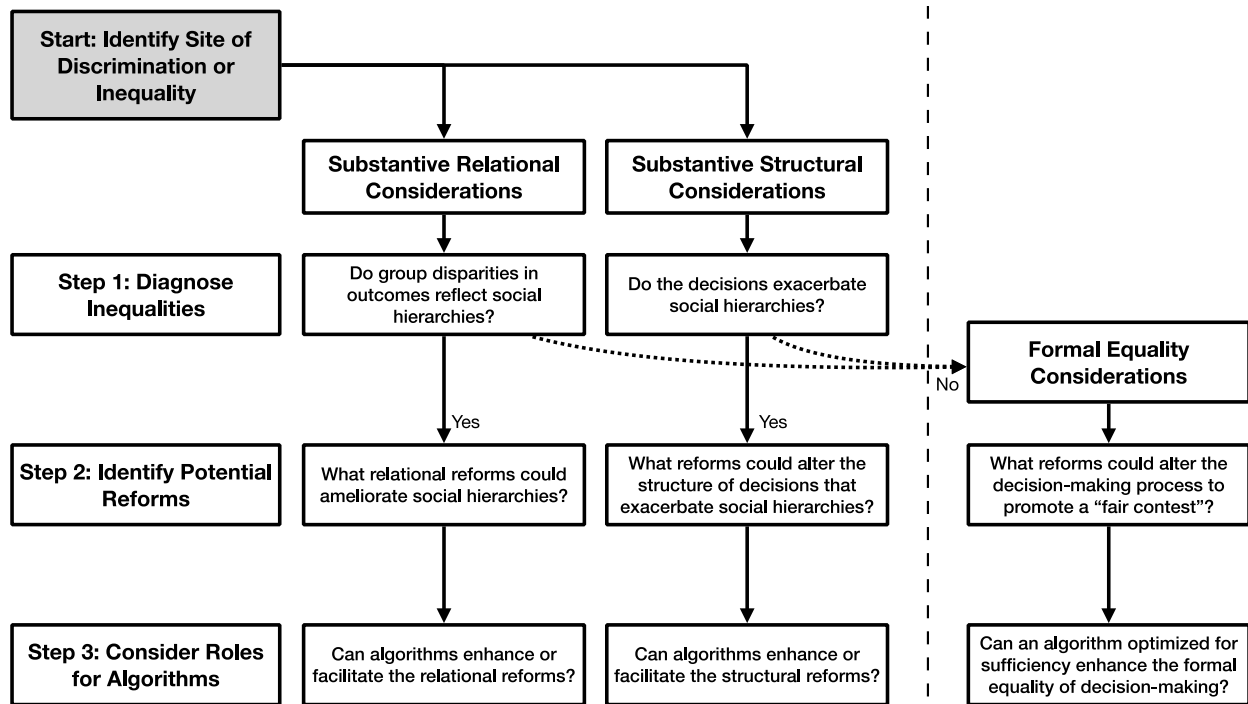 Start: Identify Site of
Discrimination or
Inequality
Substantive Relational
Considerations
Substantive Structural
Considerations
Step 1: Diagnose
Inequalities
Do group disparities in
outcomes reflect social
hierarchies?
Do the decisions exacerbate
social hierarchies?
Formal Equality
Considerations
No
Yes
Yes
Step 2: Identify Potential
Reforms
What relational reforms could
ameliorate social hierarchies?
What reforms could alter the
structure of decisions that
exacerbate social hierarchies?
What reforms could alter the
decision-making process to
promote a “fair contest”?
Step 3: Consider Roles
for Algorithms
Can algorithms enhance or
facilitate the relational reforms?
Can algorithms enhance or
facilitate the structural reforms?
Can an algorithm optimized for
sufficiency enhance the formal
equality of decision-making?